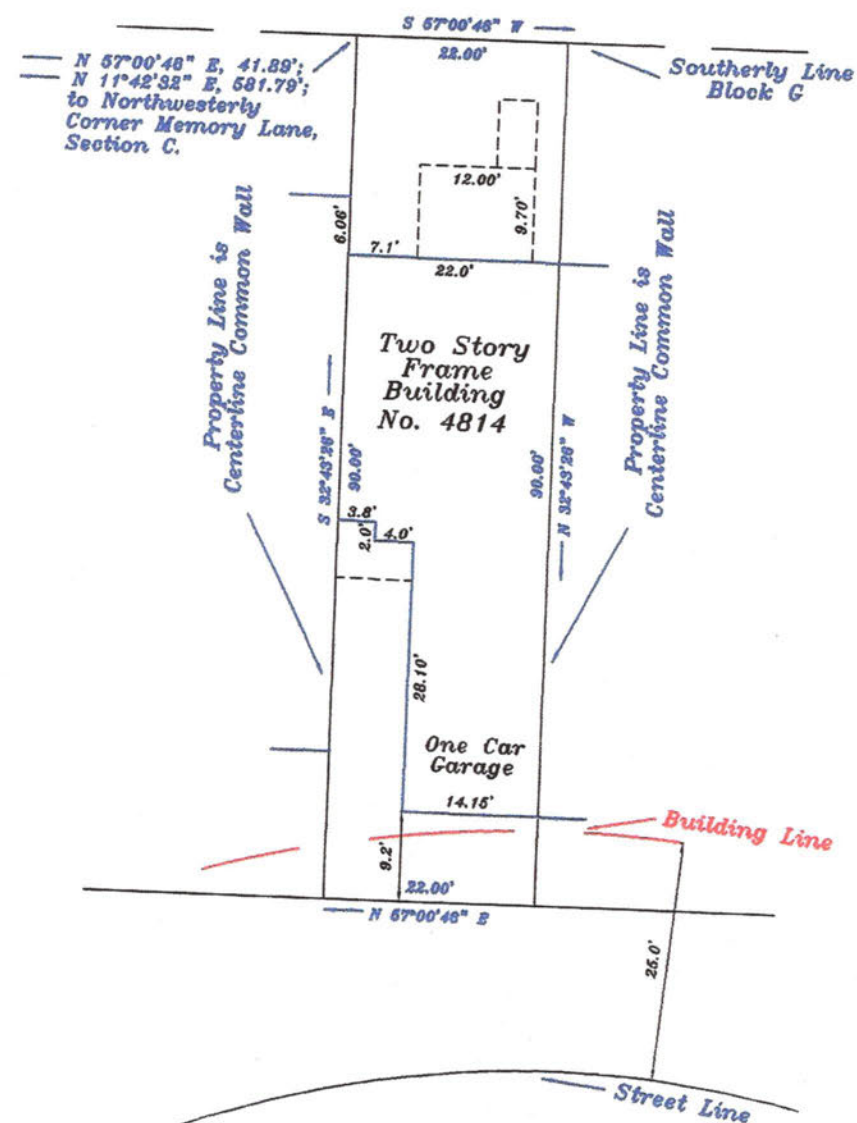 S 57°00'48" W
22.00'
N 57°00'48" E, 41.89';
N 11°42'32" E, 581.79';
to Northwesterly
Corner Memory Lane,
Section C.
Southerly Line
Block G
12.00'
9.70'
6.06'
7.1'
22.0'
Property Line is
Centerline Common Wall
Property Line is
Centerline Common Wall
Two Story
Frame
Building
No. 4814
S 32°43'26" E
90.00'
90.00'
N 32°43'26" W
3.8'
2.0'
4.0'
28.10'
One Car
Garage
14.15'
Building Line
9.2'
22.00'
N 57°00'48" E
25.0'
Street Line